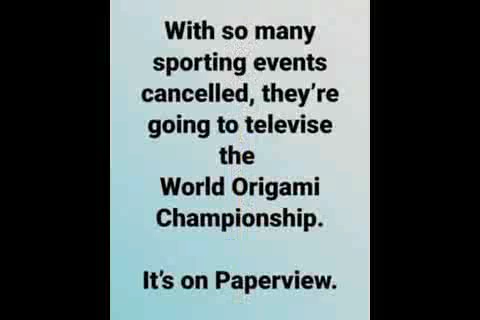 With so many
sporting events
cancelled, they’re
going to televise
the
World Origami
Championship.
It’s on Paperview.